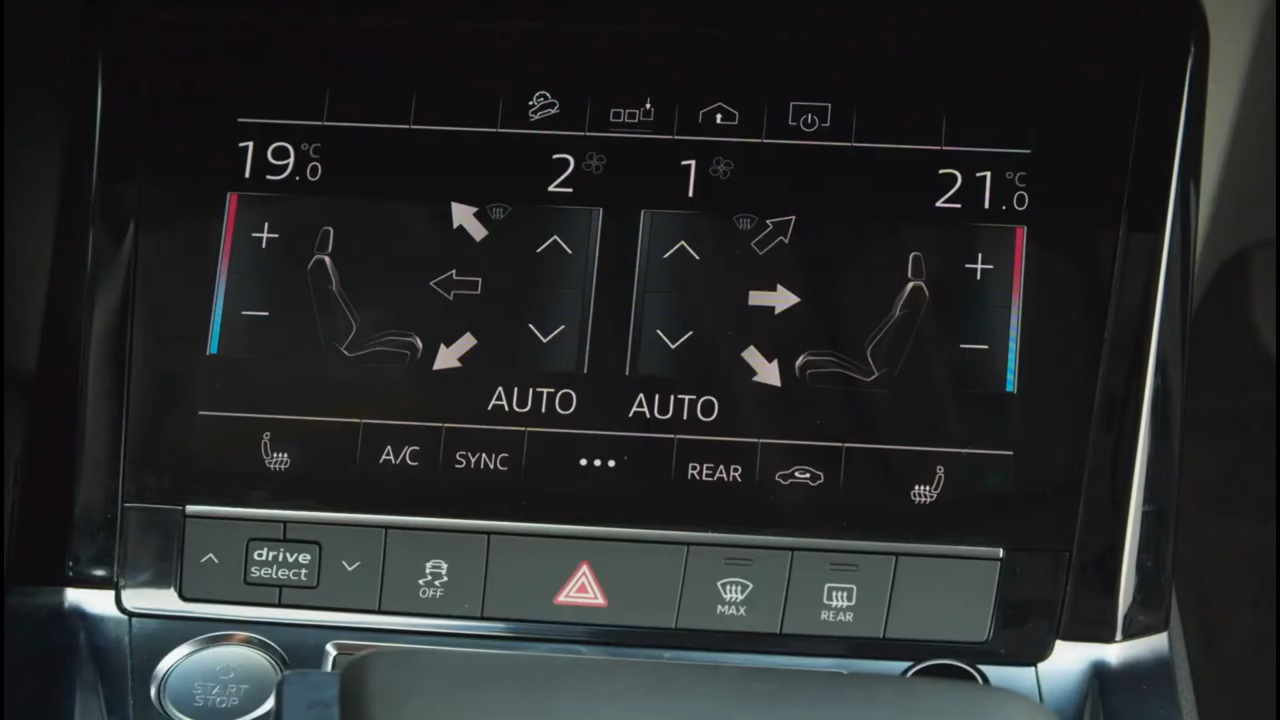 19.0 °C 2 1 21.0 °C
AUTO AUTO
A/C SYNC ••• REAR
drive
select
OFF
MAX
REAR
START
STOP